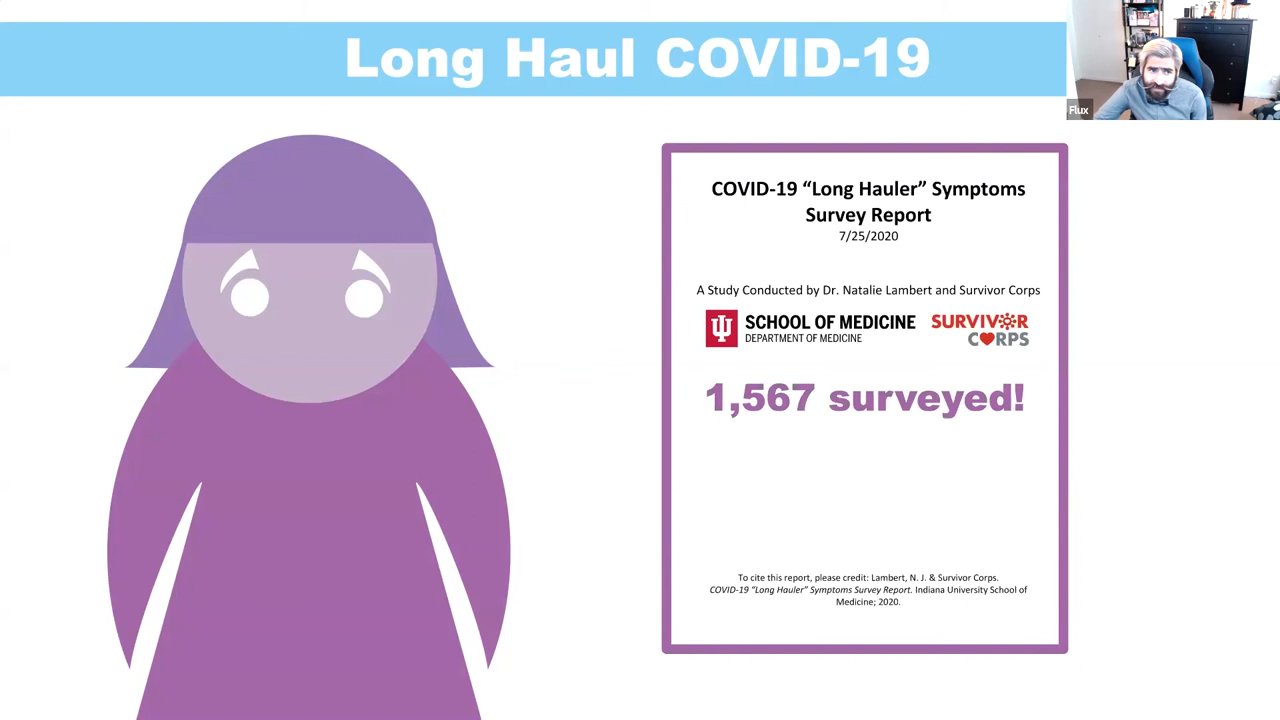 Long Haul COVID-19
Flux
COVID-19 “Long Hauler” Symptoms
Survey Report
7/25/2020
A Study Conducted by Dr. Natalie Lambert and Survivor Corps
SCHOOL OF MEDICINE
DEPARTMENT OF MEDICINE
SURVIVOR
CORPS
1,567 surveyed!
To cite this report, please credit: Lambert, N. J. & Survivor Corps.
COVID-19 “Long Hauler” Symptoms Survey Report. Indiana University School of
Medicine; 2020.